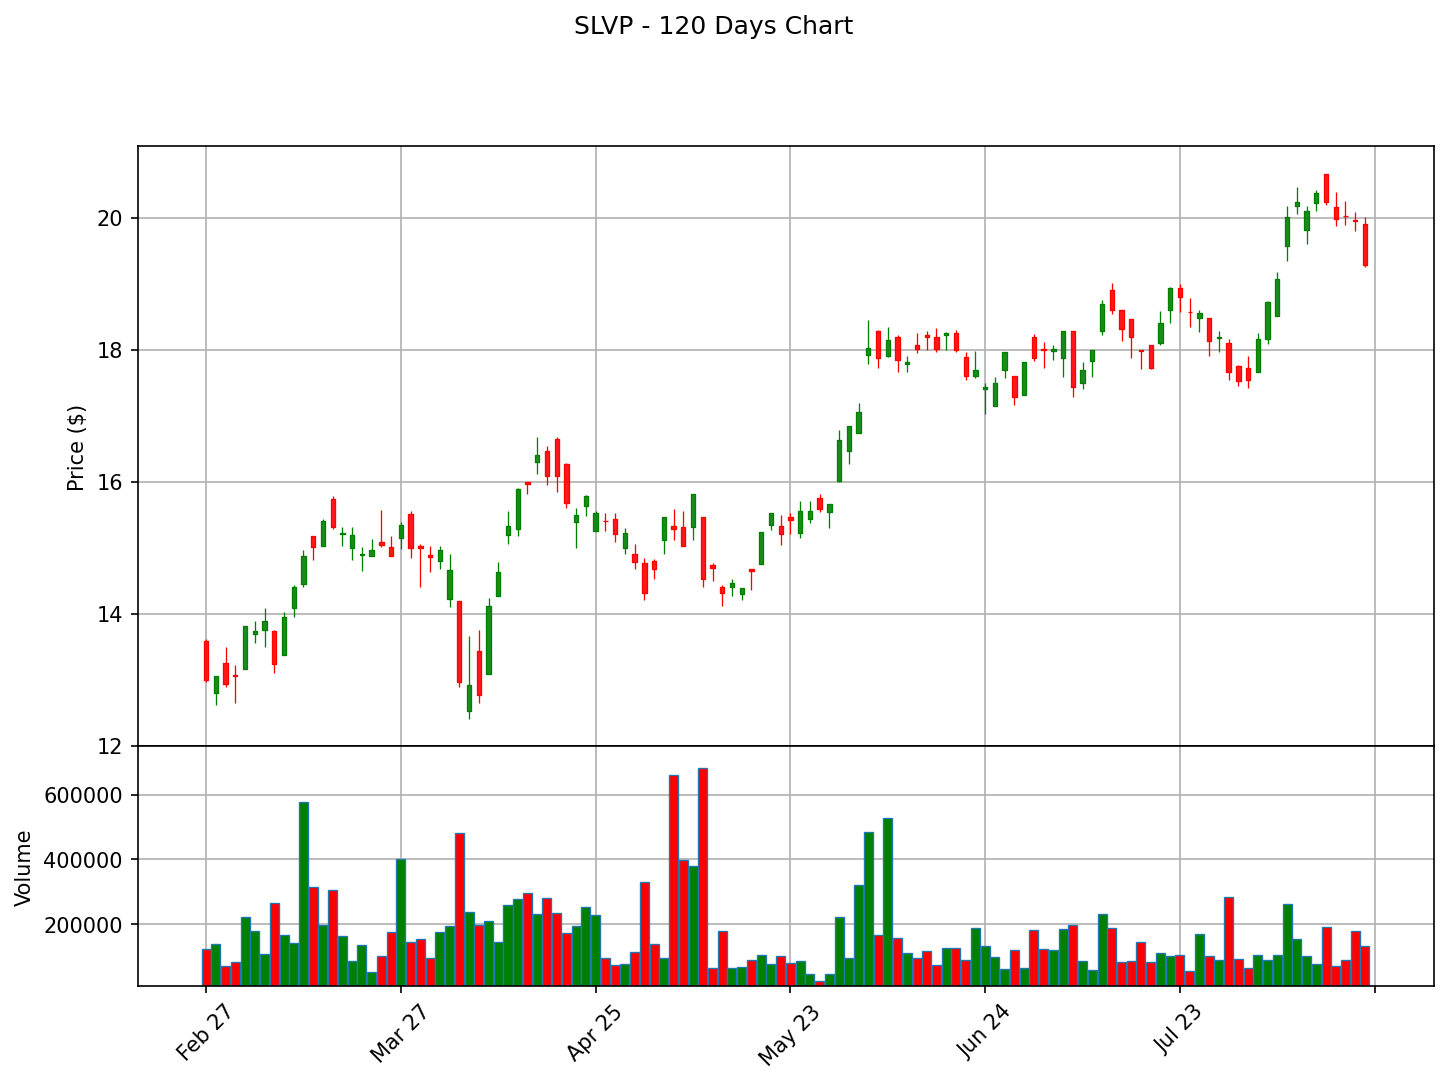 SLVP - 120 Days Chart
Price ($)
20
18
16
14
12
Volume
600000
400000
200000
Feb 27
Mar 27
Apr 25
May 23
Jun 24
Jul 23